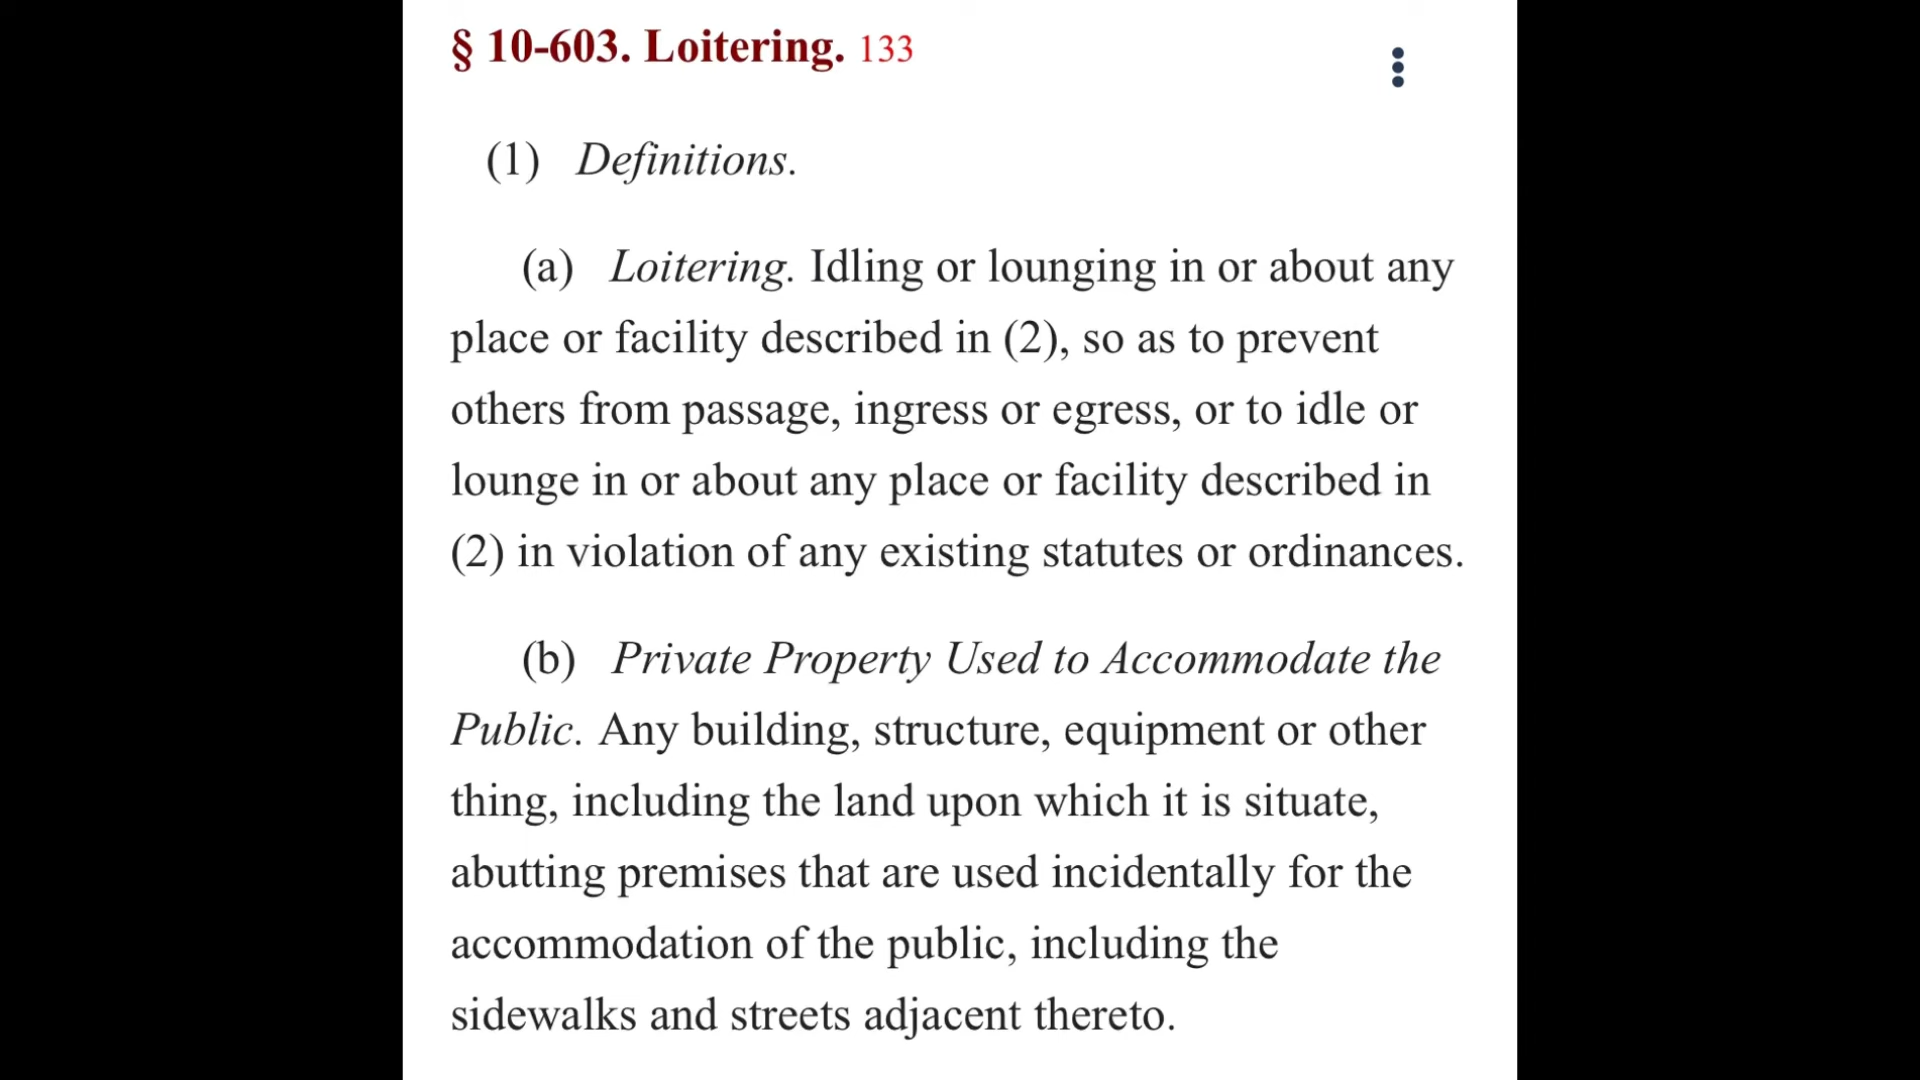 § 10-603. Loitering. 133
(1) Definitions.
(a) Loitering. Idling or lounging in or about any
place or facility described in (2), so as to prevent
others from passage, ingress or egress, or to idle or
lounge in or about any place or facility described in
(2) in violation of any existing statutes or ordinances.
(b) Private Property Used to Accommodate the
Public. Any building, structure, equipment or other
thing, including the land upon which it is situate,
abutting premises that are used incidentally for the
accommodation of the public, including the
sidewalks and streets adjacent thereto.